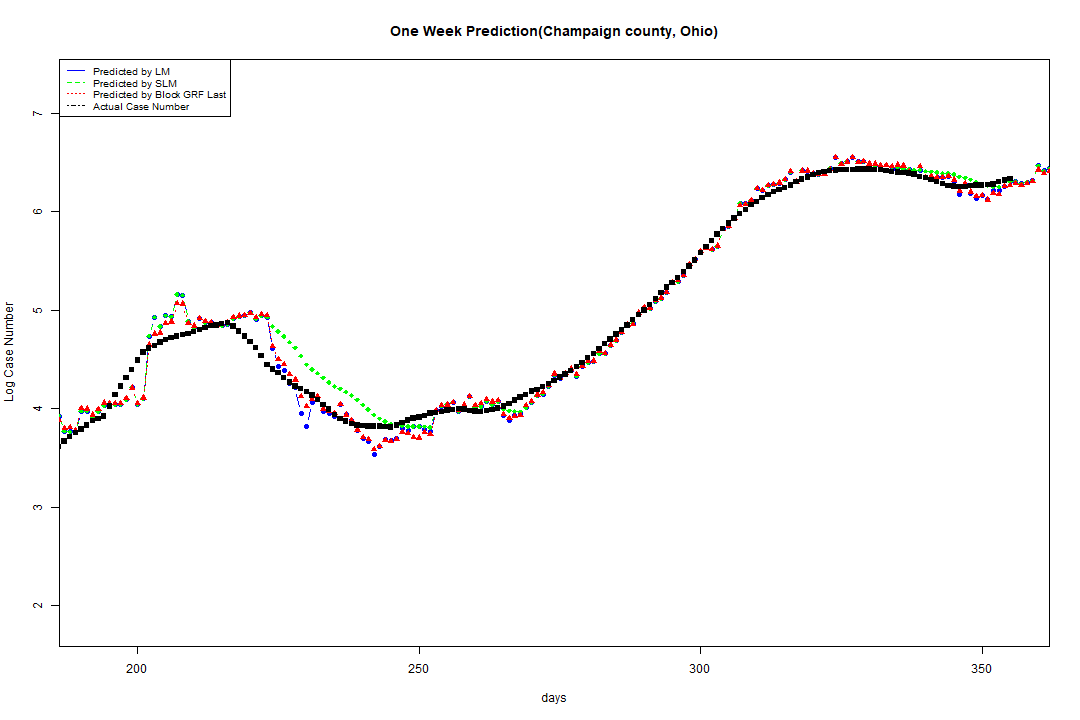 One Week Prediction(Champaign county, Ohio)
Predicted by LM
Predicted by SLM
Predicted by Block GRF Last
Actual Case Number
7
6
5
4
3
2
Log Case Number
200 250 300 350
days